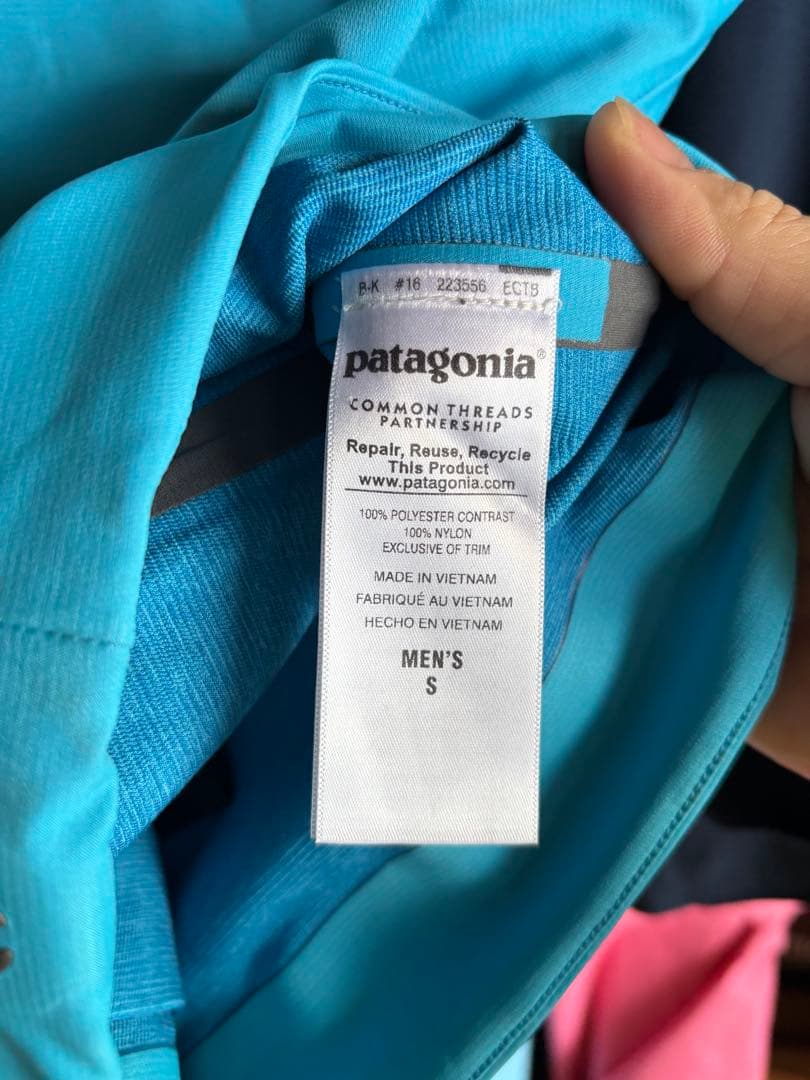 R-K #16 223556 ECTB
patagonia®
COMMON THREADS
PARTNERSHIP
Repair, Reuse, Recycle
This Product
www.patagonia.com
100% POLYESTER CONTRAST
100% NYLON
EXCLUSIVE OF TRIM
MADE IN VIETNAM
FABRIQUÉ AU VIETNAM
HECHO EN VIETNAM
MEN'S
S